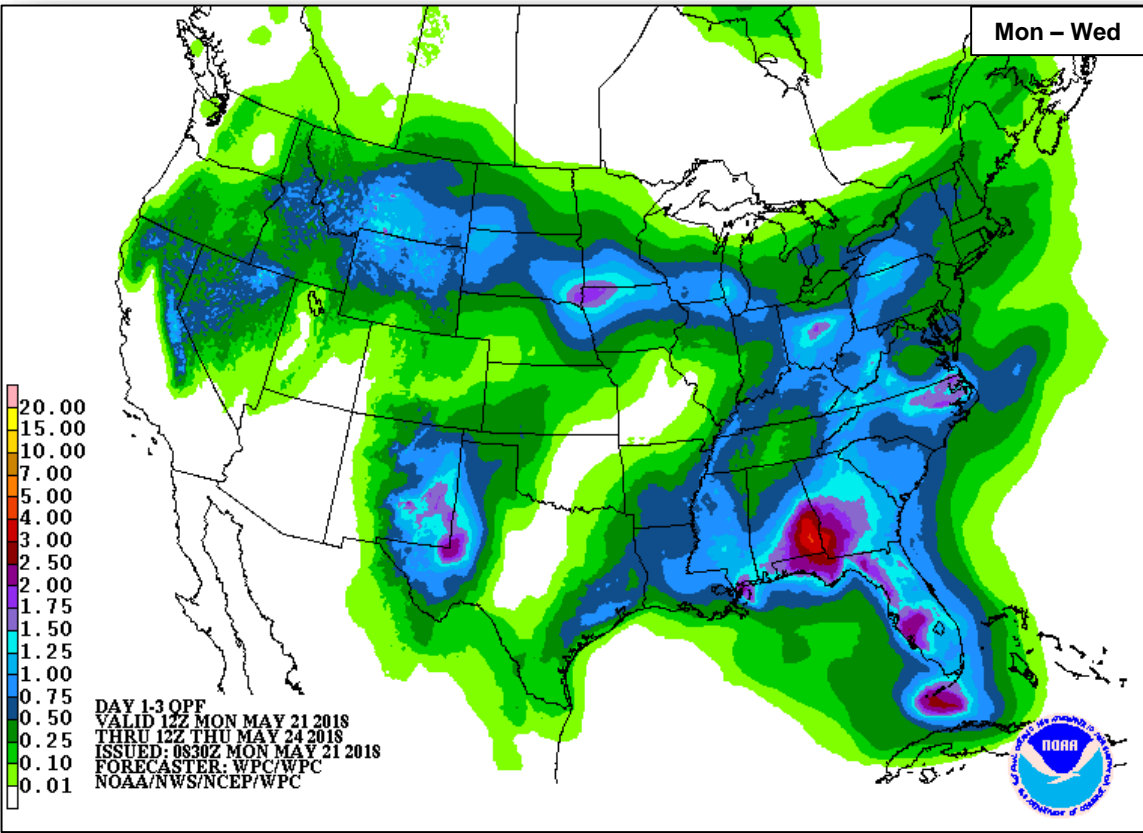 Mon – Wed
20.00
15.00
10.00
7.00
5.00
4.00
3.00
2.50
2.00
1.75
1.50
1.25
1.00
0.75
0.50
0.25
0.10
0.01
DAY 1-3 QPF
VALID 12Z MON MAY 21 2018
THRU 12Z THU MAY 24 2018
ISSUED: 0830Z MON MAY 21 2018
FORECASTER: WPC/WPC
NOAA/NWS/NCEP/WPC
NOAA